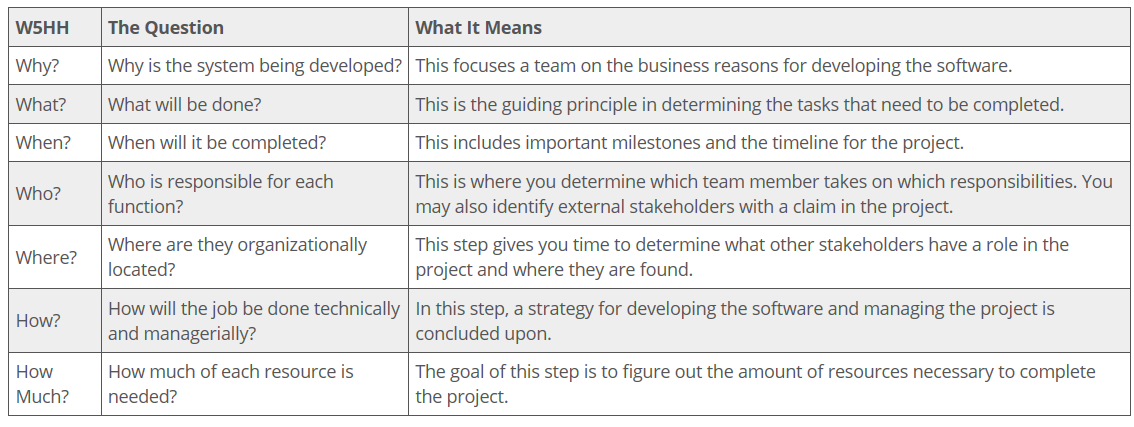 W5HH The Question What It Means
Why? Why is the system being developed? This focuses a team on the business reasons for developing the software.
What? What will be done? This is the guiding principle in determining the tasks that need to be completed.
When? When will it be completed? This includes important milestones and the timeline for the project.
Who? Who is responsible for each
function? This is where you determine which team member takes on which responsibilities. You
may also identify external stakeholders with a claim in the project.
Where? Where are they organizationally
located? This step gives you time to determine what other stakeholders have a role in the
project and where they are found.
How? How will the job be done technically
and managerially? In this step, a strategy for developing the software and managing the project is
concluded upon.
How
Much? How much of each resource is
needed? The goal of this step is to figure out the amount of resources necessary to complete
the project.